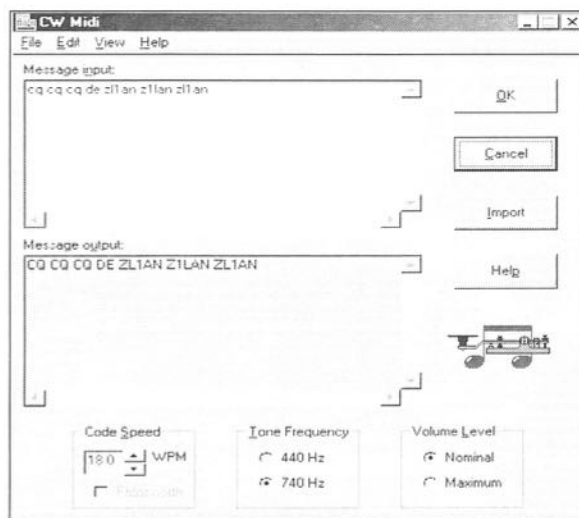 CW Midi
File Edit View Help
Message input:
cq cq cq de zl1an z1lan zl1an
OK
Cancel
Import
Message output:
CQ CQ CQ DE ZL1AN Z1LAN ZL1AN
Help
Code Speed
18.0 WPM
Tone Frequency
440 Hz
740 Hz
Volume Level
Nominal
Maximum